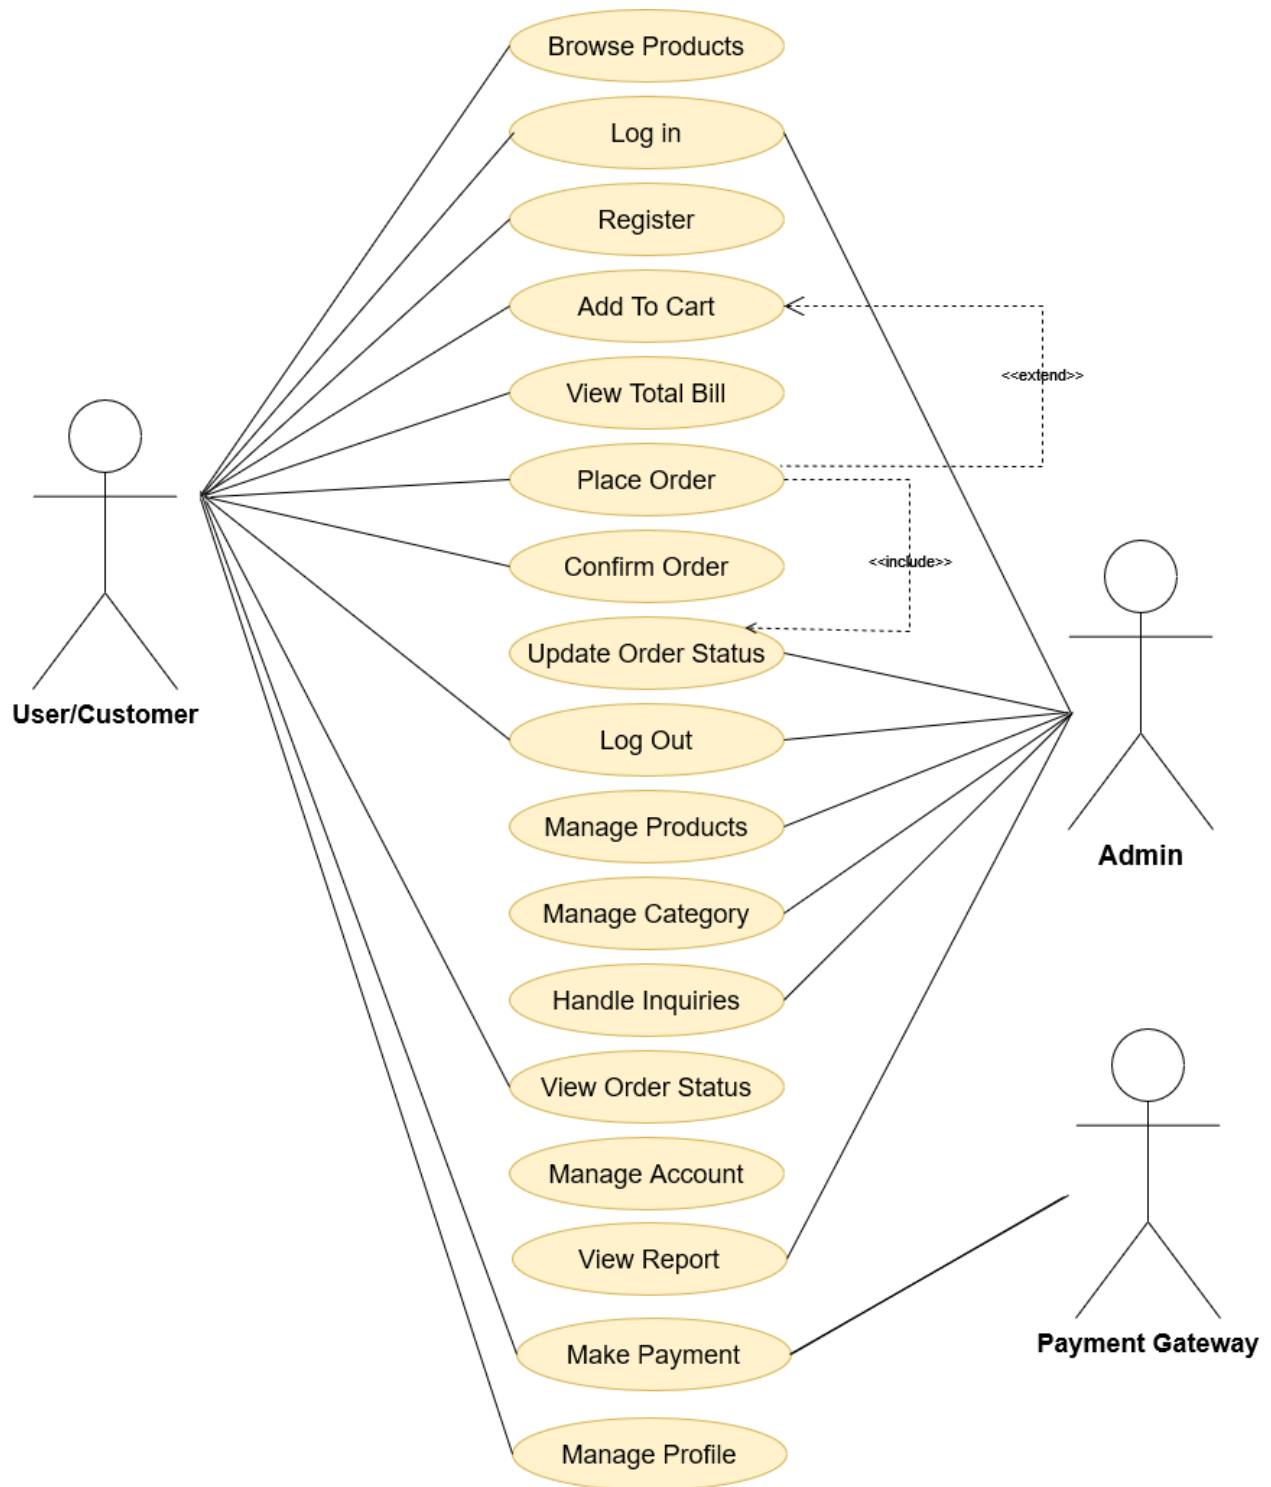 Browse Products
Log in
Register
Add To Cart
<<extend>>
View Total Bill
Place Order
Confirm Order
<<include>>
Update Order Status
User/Customer
Log Out
Manage Products
Admin
Manage Category
Handle Inquiries
View Order Status
Manage Account
View Report
Payment Gateway
Make Payment
Manage Profile